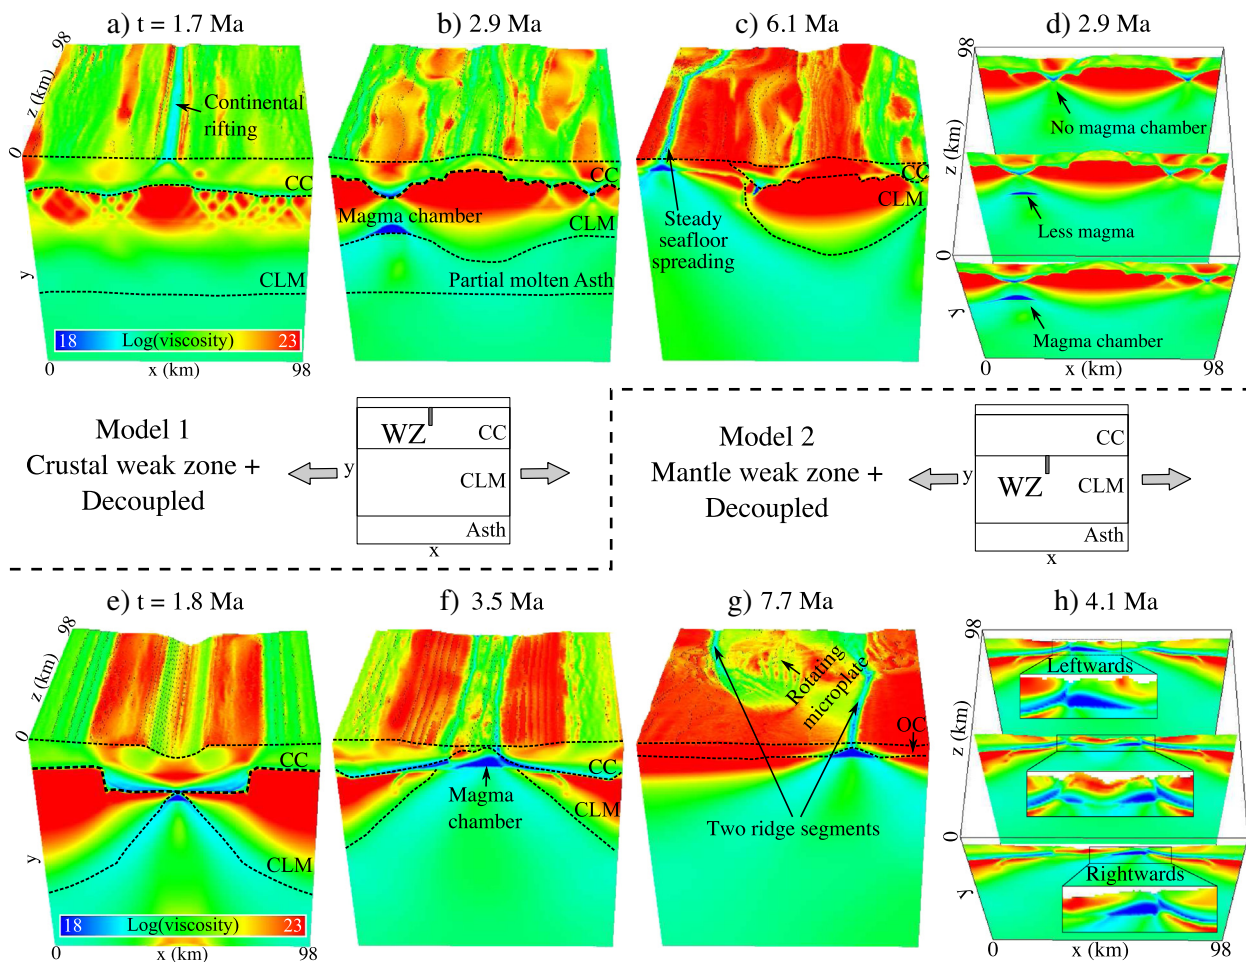 a) t = 1.7 Ma
b) 2.9 Ma
c) 6.1 Ma
d) 2.9 Ma
98
z (km)
0
Continental
rifting
CC
CLM
y
18
Log(viscosity)
23
0
x (km)
98
CC
Magma chamber
CLM
Partial molten Asth
CC
CLM
Steady
seafloor
spreading
98
No magma chamber
z (km)
Less magma
0
Magma chamber
y
0
x (km)
98
Model 1
Crustal weak zone +
Decoupled
WZ
CC
y
CLM
Asth
x
Model 2
Mantle weak zone +
Decoupled
CC
y
WZ
CLM
Asth
x
e) t = 1.8 Ma
f) 3.5 Ma
g) 7.7 Ma
h) 4.1 Ma
98
z (km)
0
CC
y
CLM
18
Log(viscosity)
23
0
x (km)
98
CC
Magma
chamber
CLM
Rotating
microplate
OC
Two ridge segments
98
Leftwards
z (km)
0
Rightwards
y
0
x (km)
98